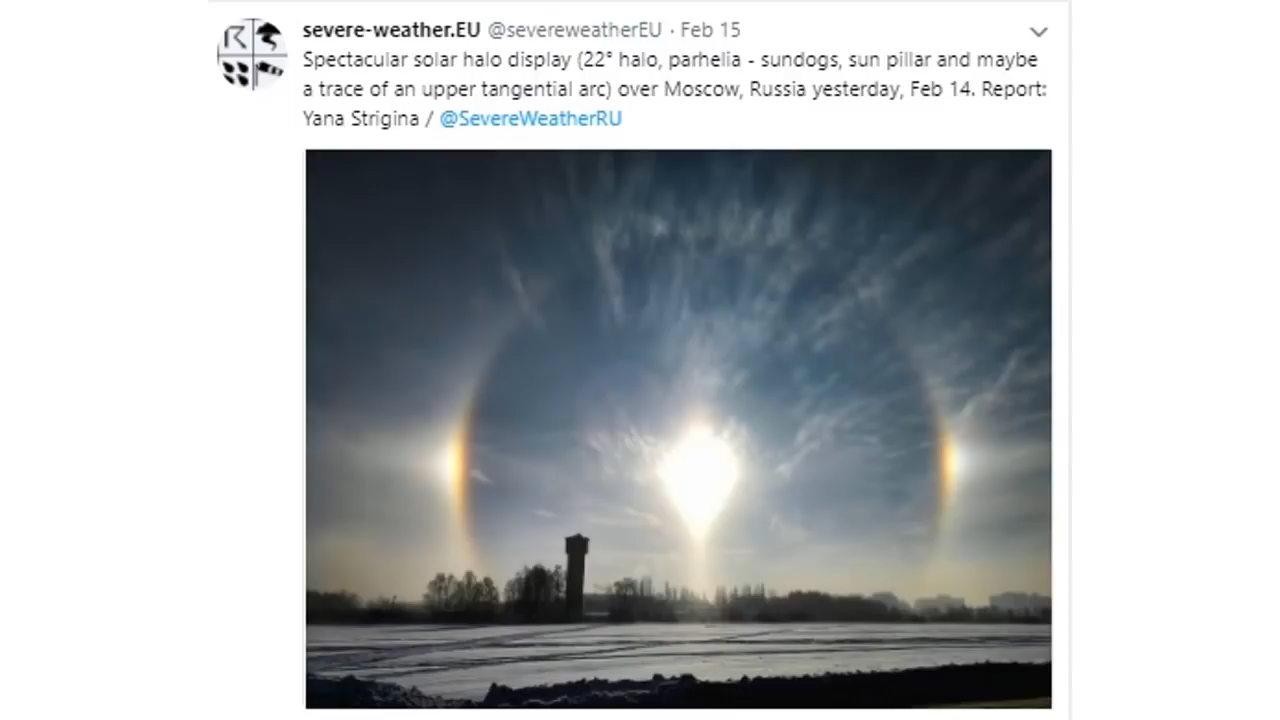 severe-weather.EU @severeweatherEU · Feb 15
Spectacular solar halo display (22° halo, parhelia - sundogs, sun pillar and maybe
a trace of an upper tangential arc) over Moscow, Russia yesterday, Feb 14. Report:
Yana Strigina / @SevereWeatherRU